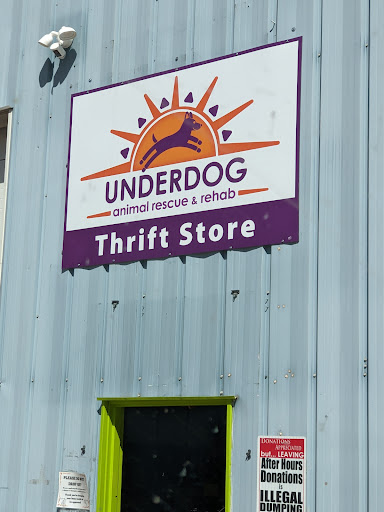 UNDERDOG
animal rescue & rehab
Thrift Store
DONATIONS
APPRECIATED
but... LEAVING
After Hours
Donations
is
ILLEGAL
DUMPING